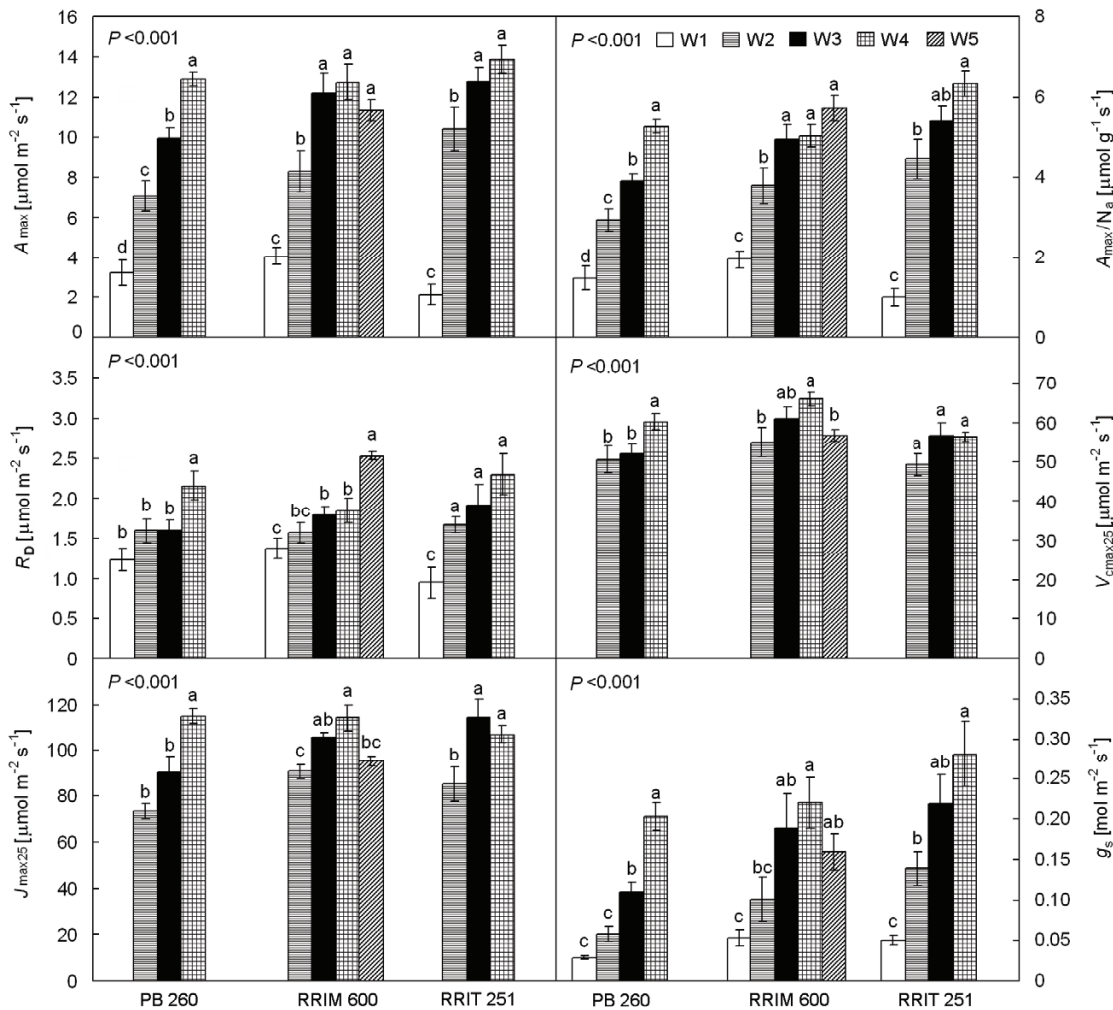 P <0.001
P <0.001 W1 W2 W3 W4 W5
16
14
12
10
8
6
4
2
0
A max [μmol m-2 s-1]
d c b a
c b a a a
c b a a
d c b a
c b a a a
c b ab a
8
6
4
2
0
A max/Na [μmol g-1 s-1]
P <0.001
P <0.001
3.5
3.0
2.5
2.0
1.5
1.0
0.5
0
R D [μmol m-2 s-1]
b b b a
c bc b b a
c a a a
b b a
b ab a b
a a a
70
60
50
40
30
20
10
0
V cmax25 [μmol m-2 s-1]
P <0.001
P <0.001
120
100
80
60
40
20
0
J max25 [μmol m-2 s-1]
b b a
c ab a bc
b a a
c c b a
c bc ab a ab
c b ab a
0.35
0.30
0.25
0.20
0.15
0.10
0.05
0
g s [mol m-2 s-1]
PB 260 RRIM 600 RRIT 251 PB 260 RRIM 600 RRIT 251